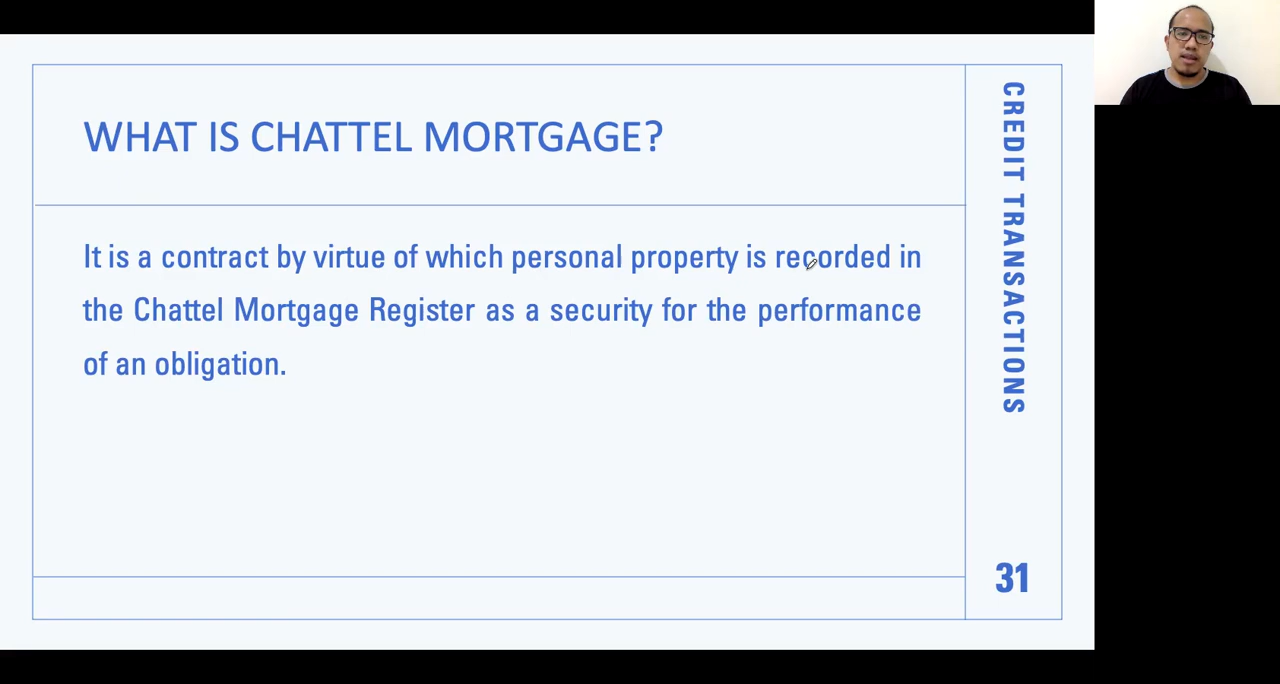 WHAT IS CHATTEL MORTGAGE?
It is a contract by virtue of which personal property is recorded in
the Chattel Mortgage Register as a security for the performance
of an obligation.
CREDIT TRANSACTIONS
31